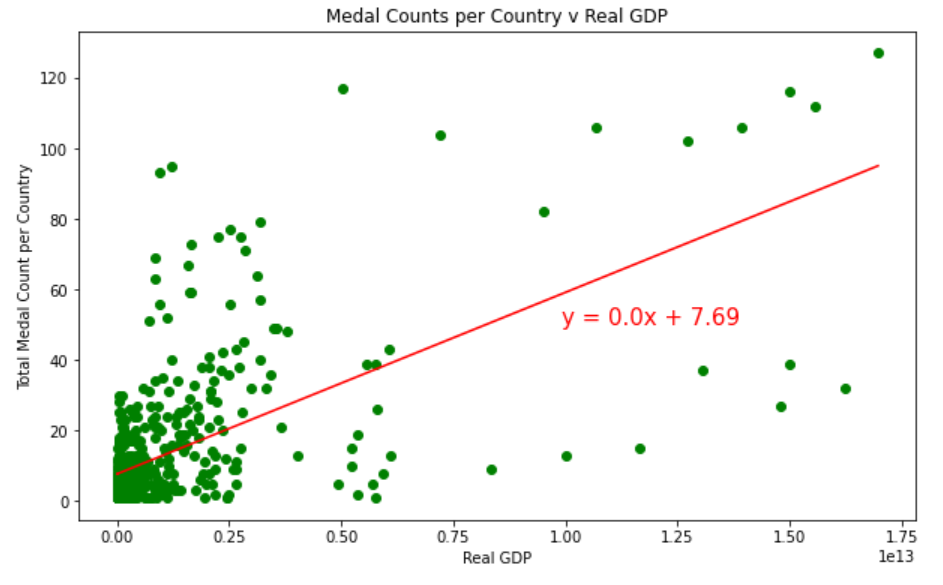 Medal Counts per Country v Real GDP
Total Medal Count per Country
120
100
80
60
40
20
0
y = 0.0x + 7.69
0.00 0.25 0.50 0.75 1.00 1.25 1.50 1.75
1e13
Real GDP